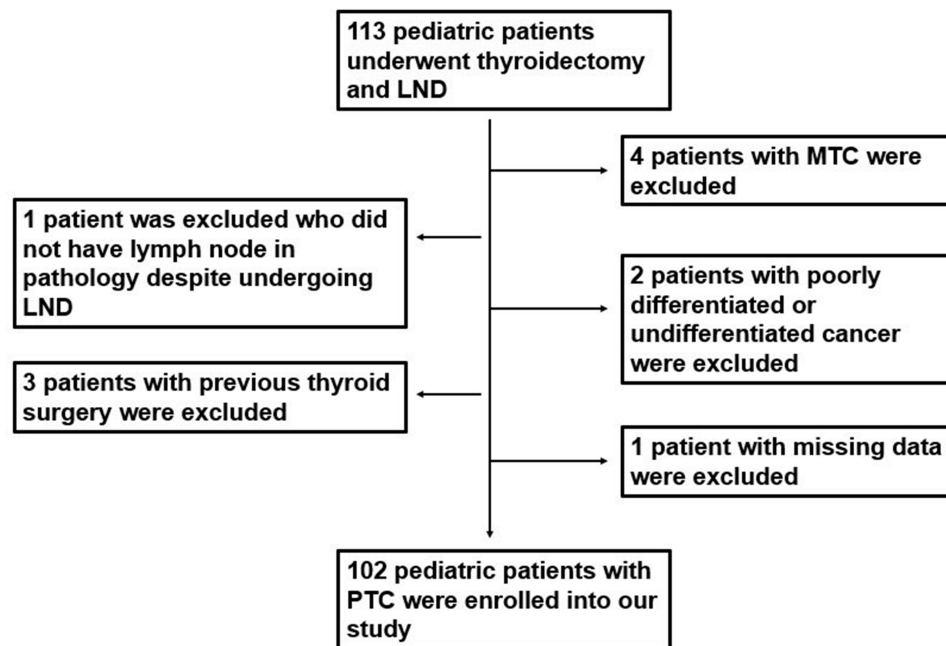 113 pediatric patients
underwent thyroidectomy
and LND
4 patients with MTC were
excluded
1 patient was excluded who did
not have lymph node in
pathology despite undergoing
LND
2 patients with poorly
differentiated or
undifferentiated cancer
were excluded
3 patients with previous thyroid
surgery were excluded
1 patient with missing data
were excluded
102 pediatric patients with
PTC were enrolled into our
study